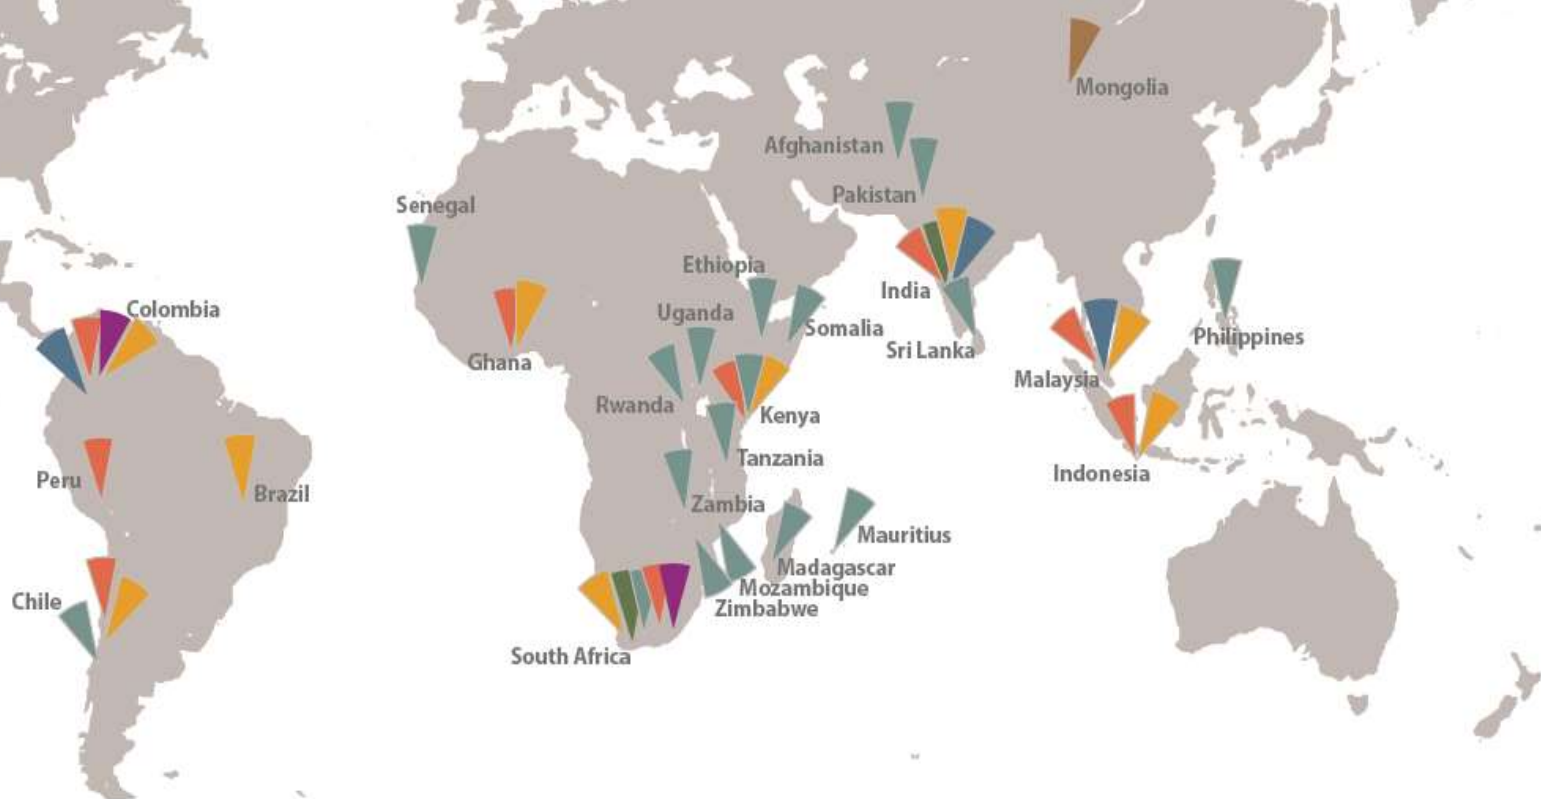 Mongolia
Afghanistan
Pakistan
Senegal
Ethiopia
India
Colombia
Uganda
Somalia
Philippines
Sri Lanka
Ghana
Malaysia
Rwanda
Kenya
Tanzania
Indonesia
Peru
Brazil
Zambia
Mauritius
Madagascar
Mozambique
Chile
Zimbabwe
South Africa